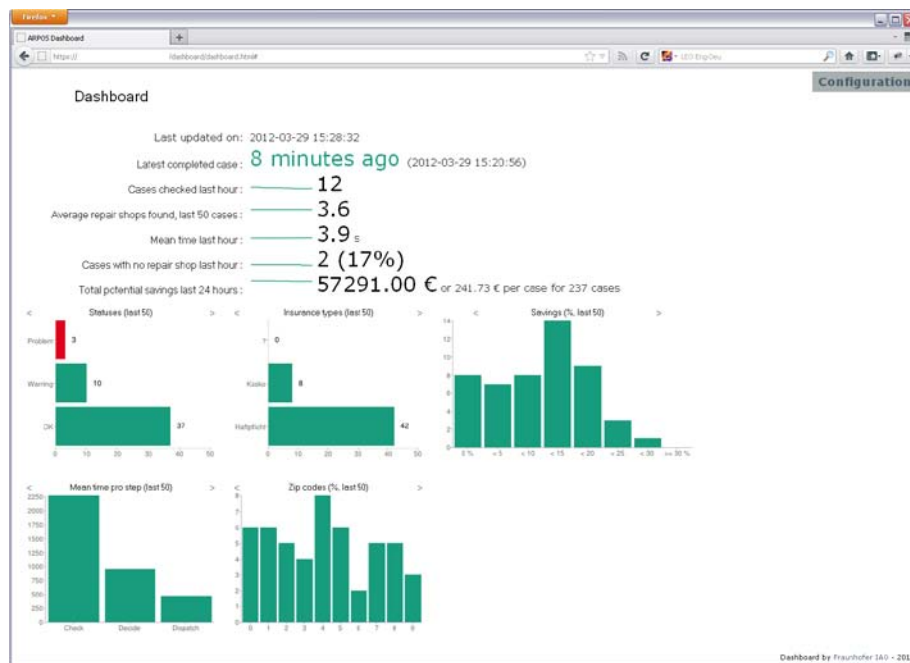 Firefox
ARPOS Dashboard
https:// /dashboard/dashboard.html#
LEO Eng-Deu
Configuration
Dashboard
Last updated on: 2012-03-29 15:28:32
Latest completed case : 8 minutes ago (2012-03-29 15:20:56)
Cases checked last hour : 12
Average repair shops found, last 50 cases : 3.6
Mean time last hour : 3.9 s
Cases with no repair shop last hour : 2 (17%)
Total potential savings last 24 hours : 57291.00 € or 241.73 € per case for 237 cases
< Statuses (last 50) >
Problem 3
Warning 10
OK 37
0 10 20 30 40 50
< Insurance types (last 50) >
? 0
Kasko 8
Haftpflicht 42
0 10 20 30 40 50
< Savings (%, last 50) >
14
12
10
8
6
4
2
0
0 % < 5 < 10 < 15 < 20 < 25 < 30 >= 30 %
< Mean time pro step (last 50) >
2250
2000
1750
1500
1250
1000
750
500
250
0
Check Decide Dispatch
< Zip codes (%, last 50) >
8
7
6
5
4
3
2
1
0
0 1 2 3 4 5 6 7 8 9
Dashboard by Fraunhofer IAO - 201